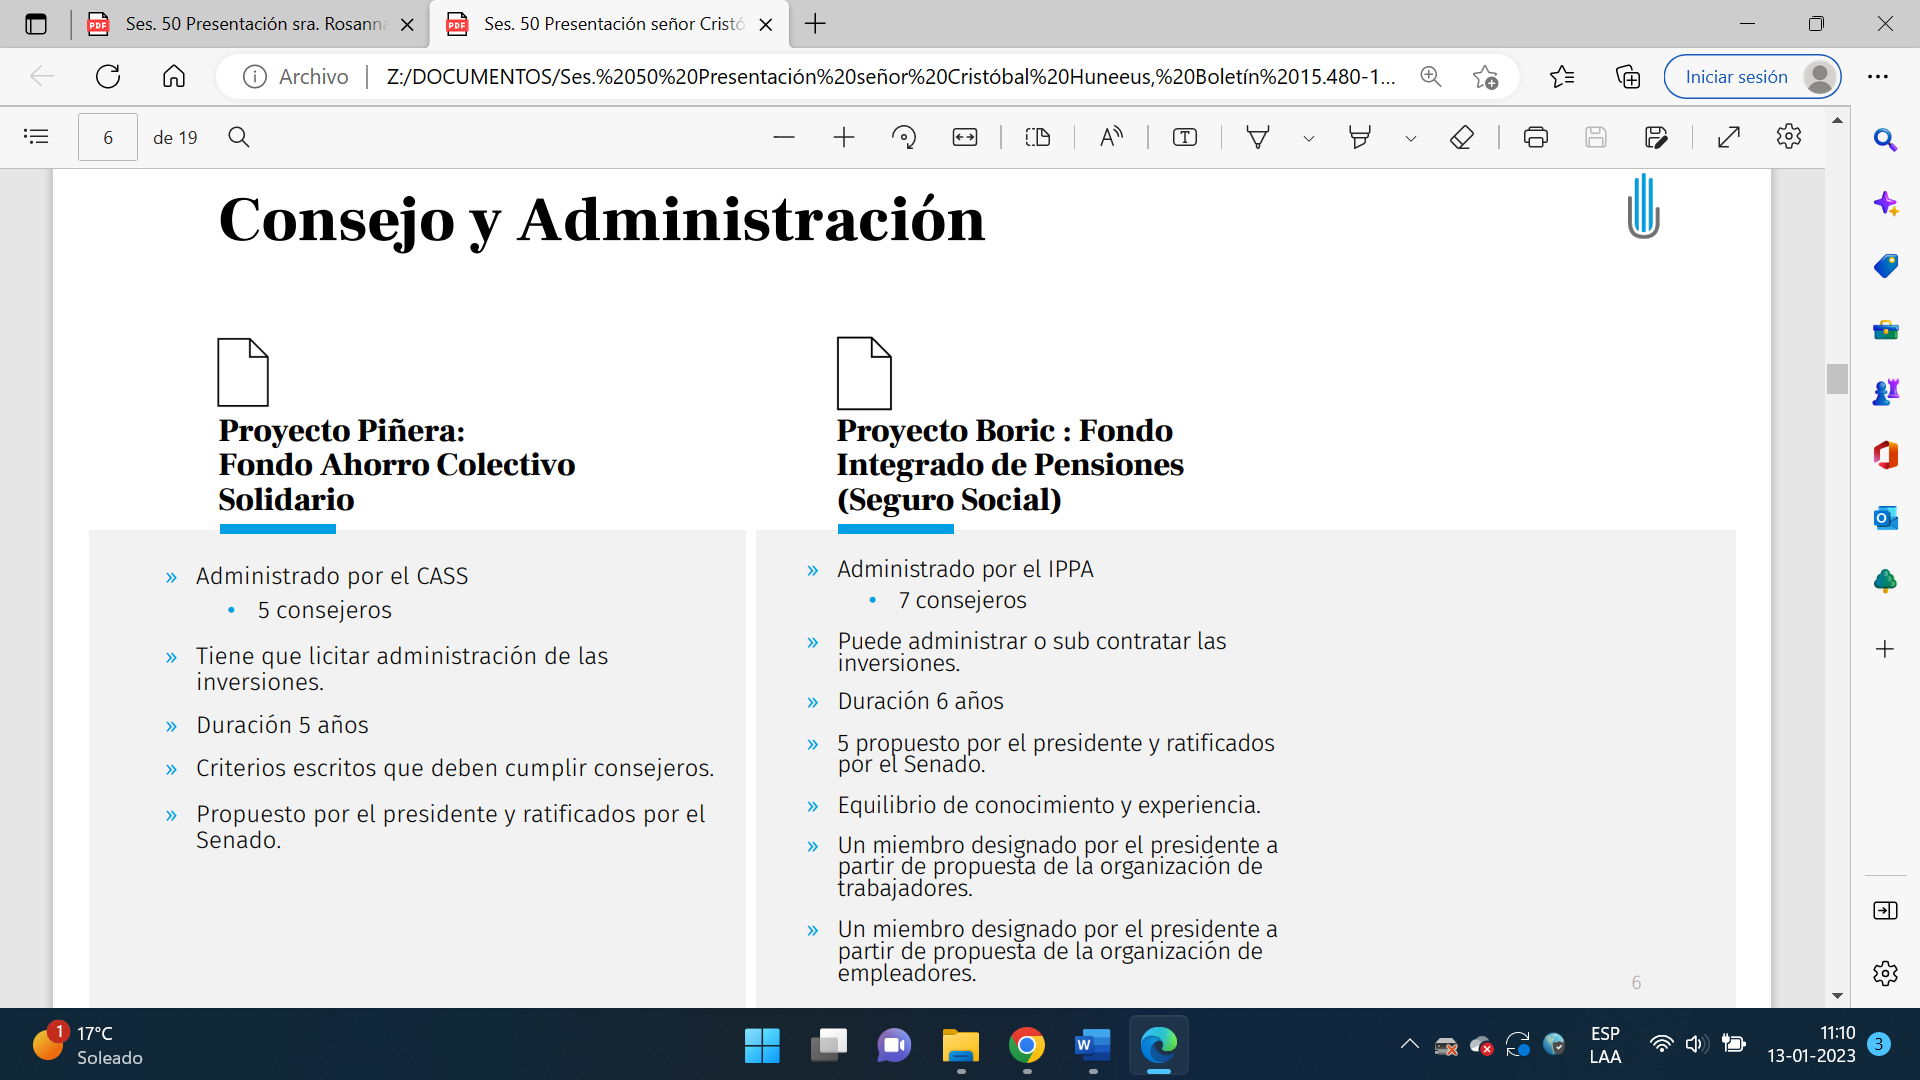 Ses. 50 Presentación sra. Rosanna
Ses. 50 Presentación señor Cristó
Archivo
Z:/DOCUMENTOS/Ses.%2050%20Presentación%20señor%20Cristóbal%20Huneeus,%20Boletín%2015.480-1...
Iniciar sesión
6
de 19
Consejo y Administración
Proyecto Piñera:
Fondo Ahorro Colectivo
Solidario
» Administrado por el CASS
• 5 consejeros
» Tiene que licitar administración de las
inversiones.
» Duración 5 años
» Criterios escritos que deben cumplir consejeros.
» Propuesto por el presidente y ratificados por el
Senado.
Proyecto Boric : Fondo
Integrado de Pensiones
(Seguro Social)
» Administrado por el IPPA
• 7 consejeros
» Puede administrar o sub contratar las
inversiones.
» Duración 6 años
» 5 propuesto por el presidente y ratificados
por el Senado.
» Equilibrio de conocimiento y experiencia.
» Un miembro designado por el presidente a
partir de propuesta de la organización de
trabajadores.
» Un miembro designado por el presidente a
partir de propuesta de la organización de
empleadores.
6
1
17°C
Soleado
ESP
LAA
11:10
13-01-2023
3